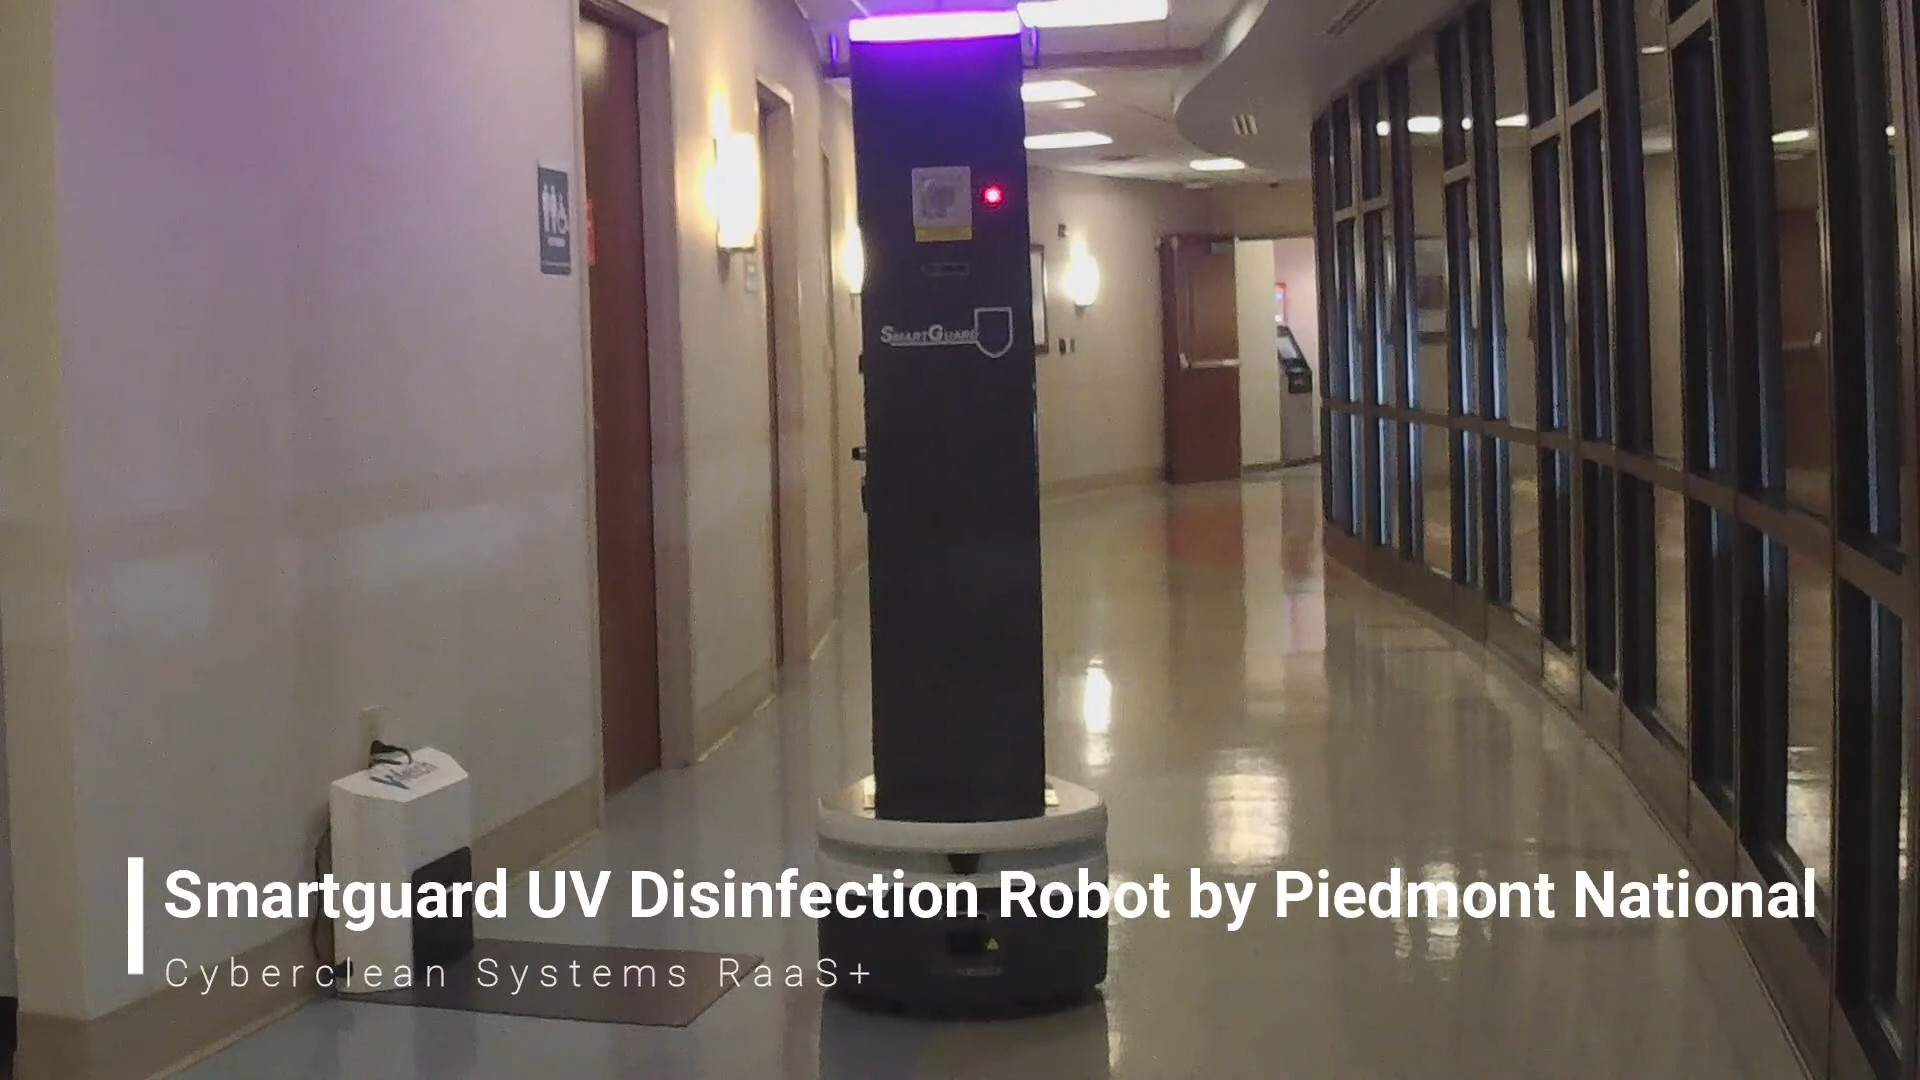 SMARTGUARD
Smartguard UV Disinfection Robot by Piedmont National
Cyberclean Systems RaaS+